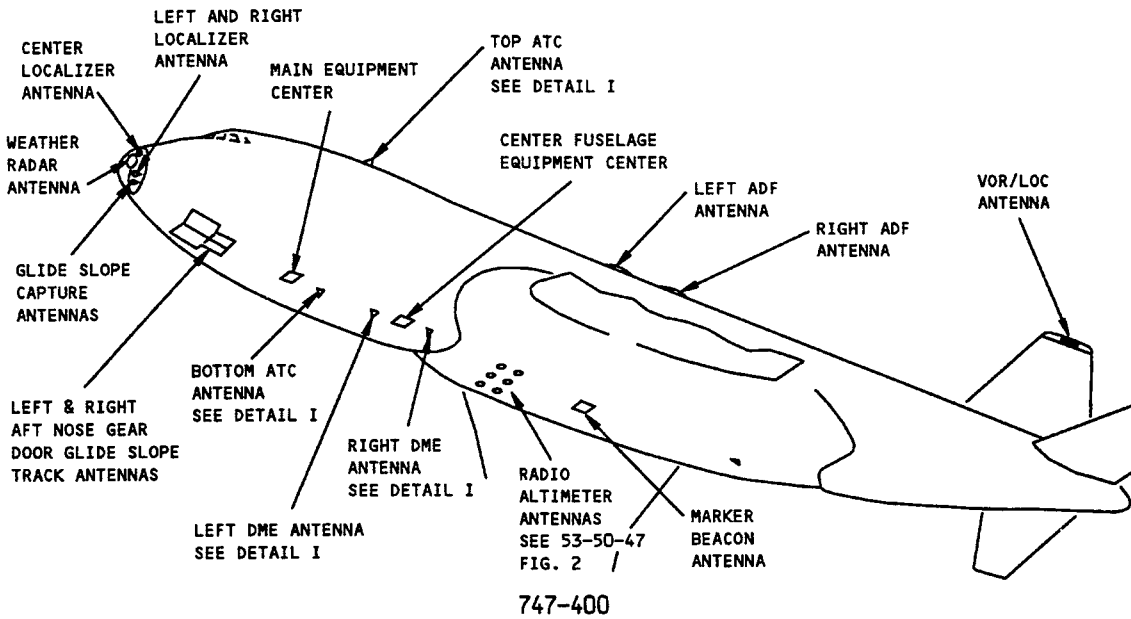 LEFT AND RIGHT
LOCALIZER
ANTENNA
CENTER
LOCALIZER
ANTENNA
MAIN EQUIPMENT
CENTER
TOP ATC
ANTENNA
SEE DETAIL I
WEATHER
RADAR
ANTENNA
CENTER FUSELAGE
EQUIPMENT CENTER
LEFT ADF
ANTENNA
VOR/LOC
ANTENNA
RIGHT ADF
ANTENNA
GLIDE SLOPE
CAPTURE
ANTENNAS
BOTTOM ATC
ANTENNA
SEE DETAIL I
LEFT & RIGHT
AFT NOSE GEAR
DOOR GLIDE SLOPE
TRACK ANTENNAS
RIGHT DME
ANTENNA
SEE DETAIL I
LEFT DME ANTENNA
SEE DETAIL I
RADIO
ALTIMETER
ANTENNAS
SEE 53-50-47
FIG. 2
MARKER
BEACON
ANTENNA
747-400